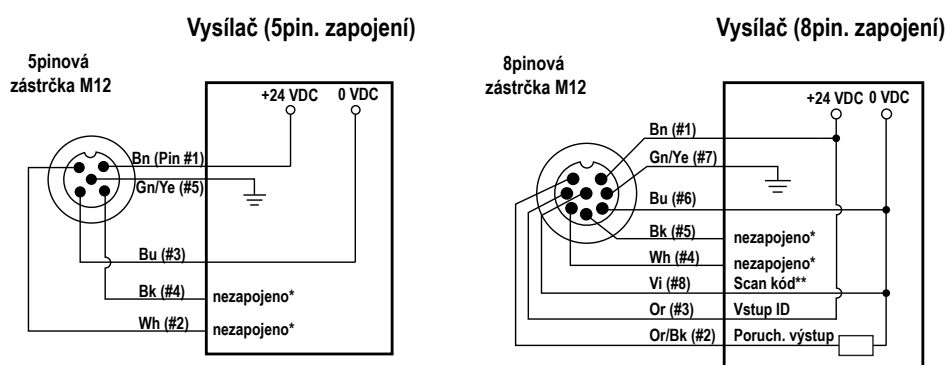 Vysílač (5pin. zapojení)
5pinová
zástrčka M12
+24 VDC 0 VDC
Bn (Pin #1)
Gn/Ye (#5)
Bu (#3)
Bk (#4) nezapojeno*
Wh (#2) nezapojeno*
Vysílač (8pin. zapojení)
8pinová
zástrčka M12
+24 VDC 0 VDC
Bn (#1)
Gn/Ye (#7)
Bu (#6)
Bk (#5) nezapojeno*
Wh (#4) nezapojeno*
Vi (#8) Scan kód**
Or (#3) Vstup ID
Or/Bk (#2) Poruch. výstup